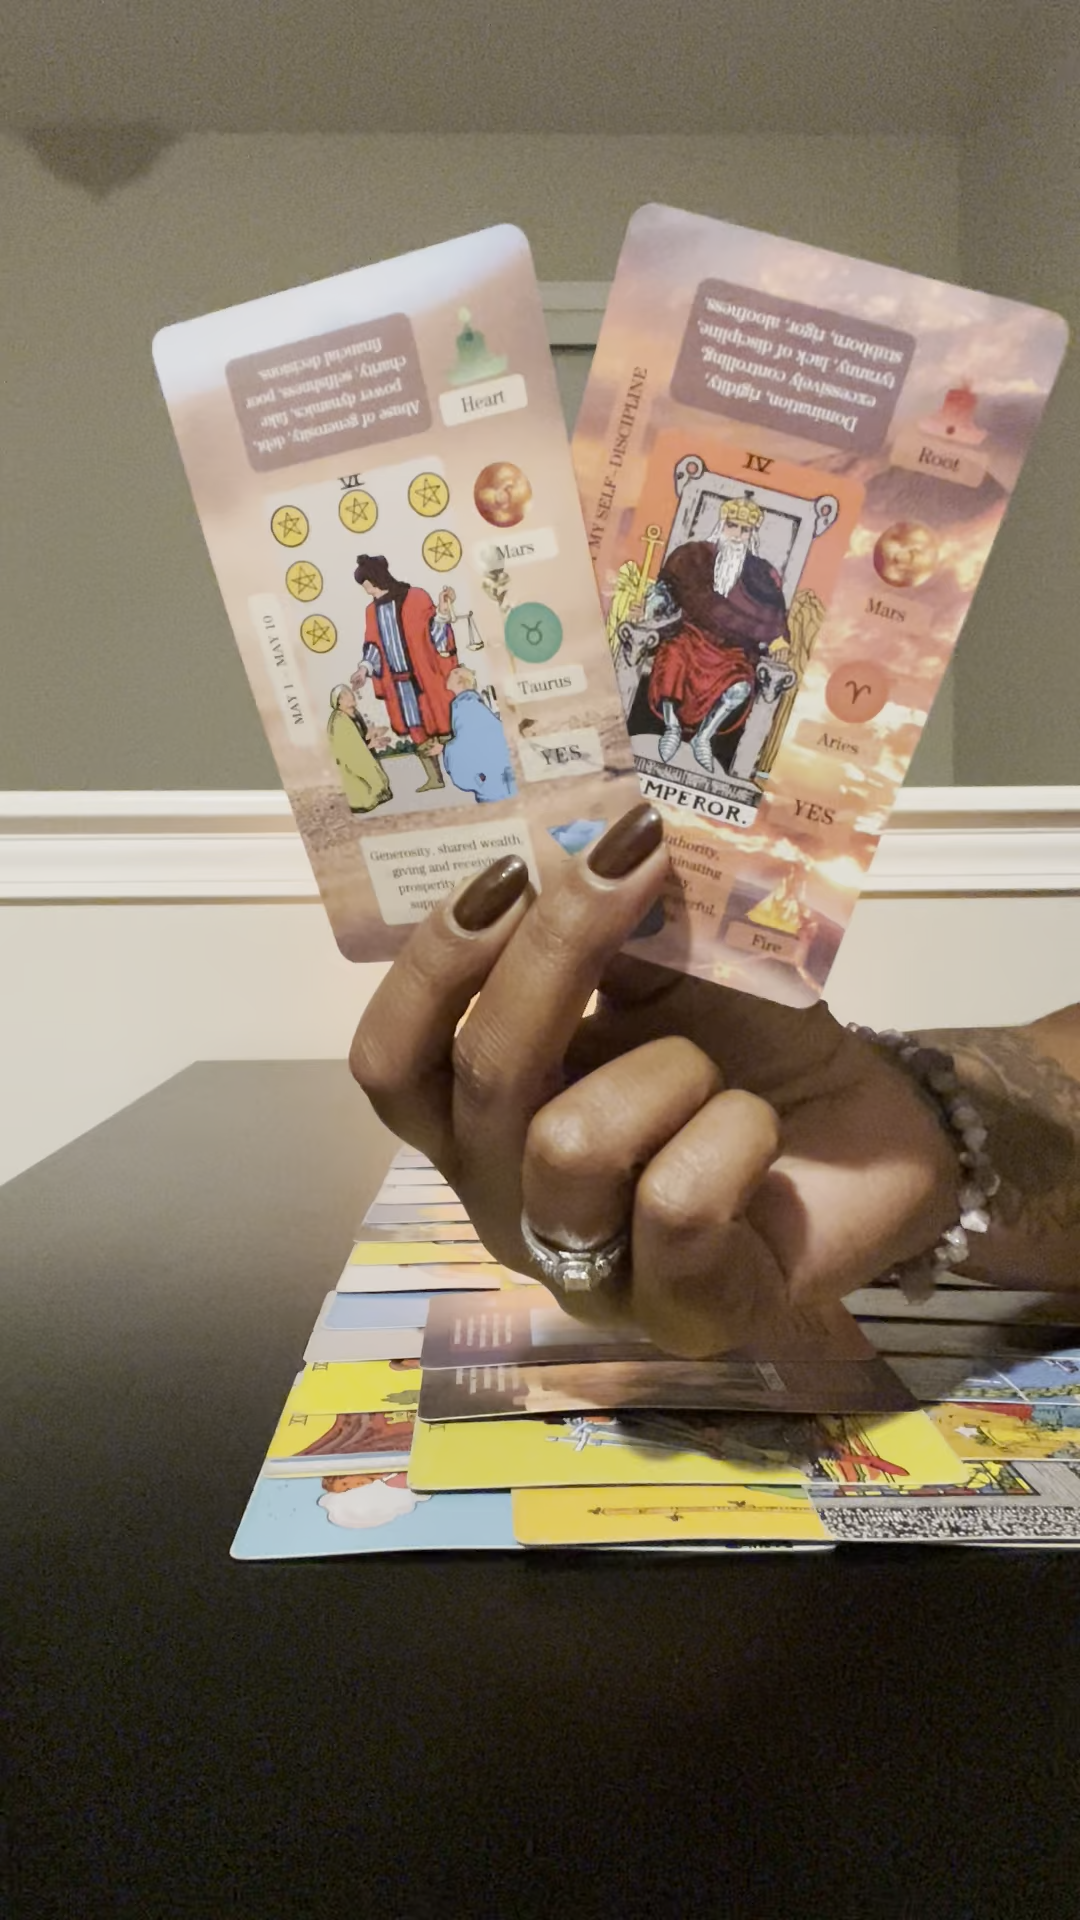 Abuse of generosity, debt,
power dynamics, fake
charity, selfishness, poor
financial decisions.
Heart
VI
Mars
MAY 1 - MAY 10
Taurus
YES
Generosity, shared wealth,
giving and receiving
prosperity
Domination, rigidity,
excessively controlling,
tyranny, lack of discipline,
stubborn, rigor, aloofness.
MY SELF-DISCIPLINE
Root
IV
Mars
Aries
MPEROR.
YES
Fire